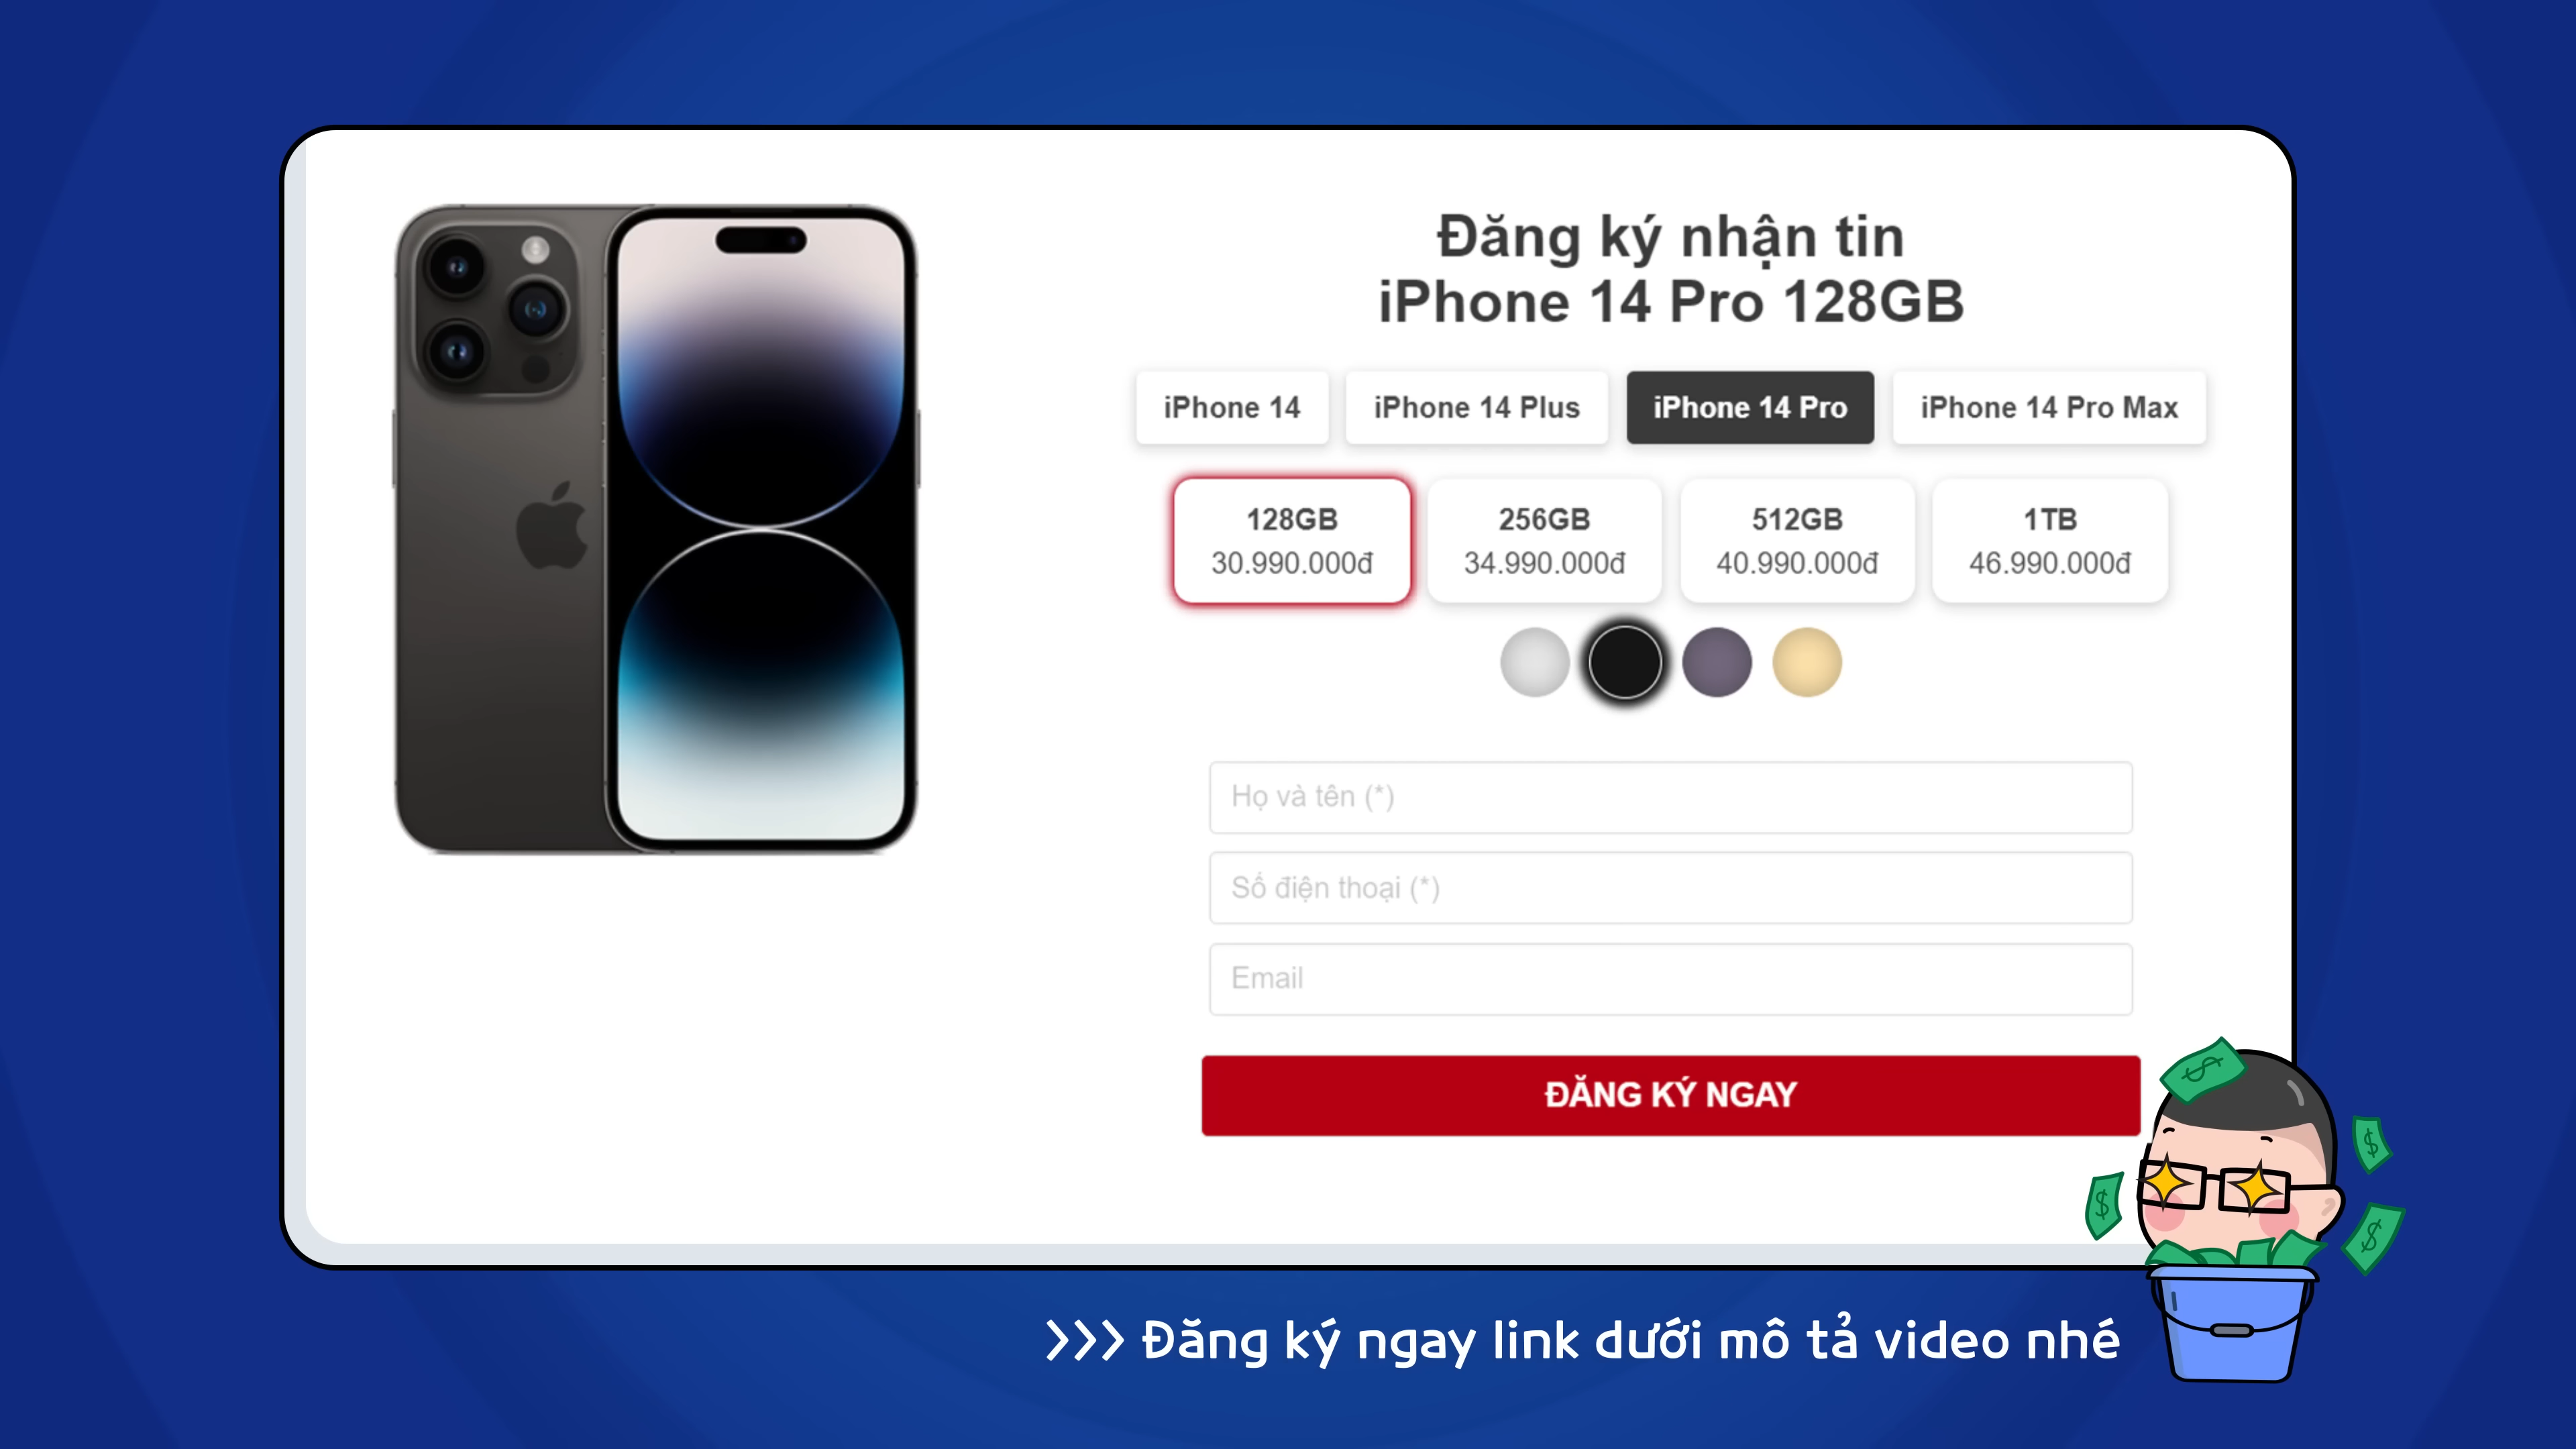 Đăng ký nhận tin
iPhone 14 Pro 128GB
iPhone 14
iPhone 14 Plus
iPhone 14 Pro
iPhone 14 Pro Max
128GB
30.990.000đ
256GB
34.990.000đ
512GB
40.990.000đ
1TB
46.990.000đ
Họ và tên (*)
Số điện thoại (*)
Email
ĐĂNG KÝ NGAY
>>> Đăng ký ngay link dưới mô tả video nhé
$
$
$
$